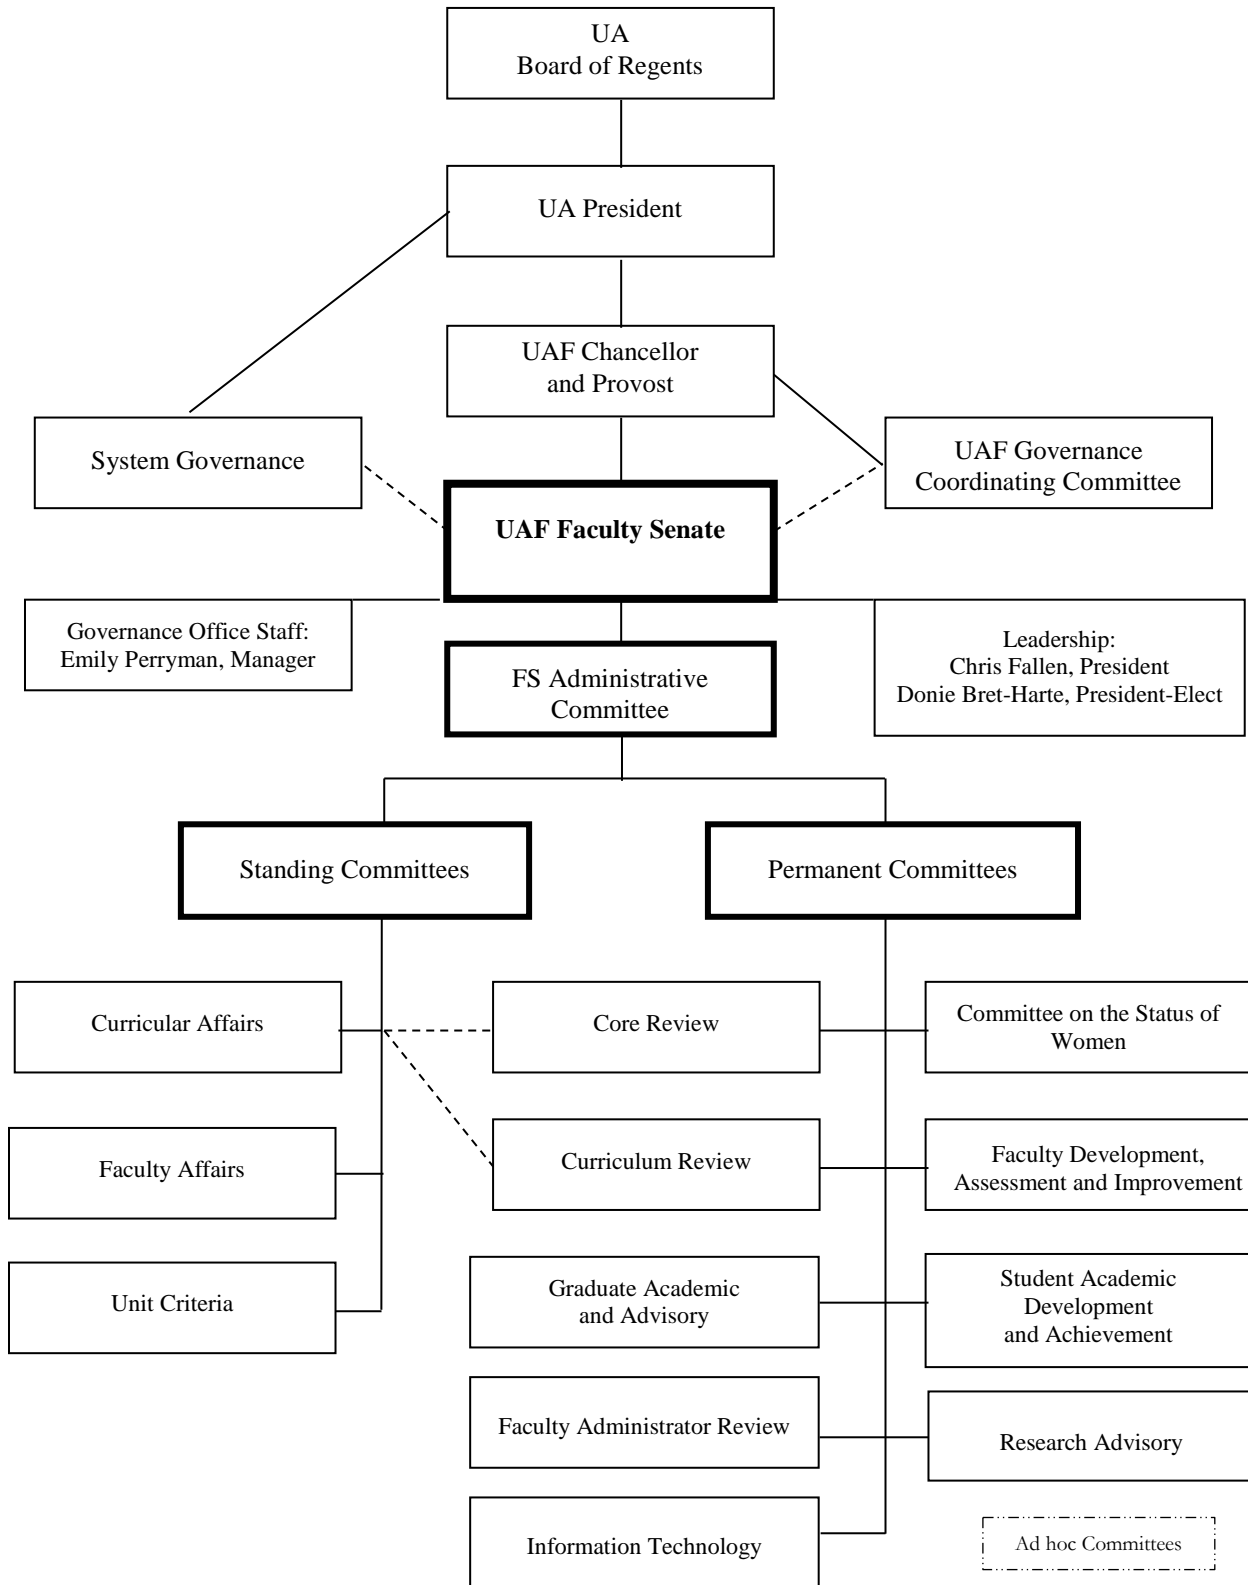 UA
Board of Regents
UA President
UAF Chancellor
and Provost
System Governance
UAF Governance
Coordinating Committee
UAF Faculty Senate
Governance Office Staff:
Emily Perryman, Manager
Leadership:
Chris Fallen, President
Donie Bret-Harte, President-Elect
FS Administrative
Committee
Standing Committees
Permanent Committees
Curricular Affairs
Core Review
Committee on the Status of
Women
Faculty Affairs
Curriculum Review
Faculty Development,
Assessment and Improvement
Unit Criteria
Graduate Academic
and Advisory
Student Academic
Development
and Achievement
Faculty Administrator Review
Research Advisory
Information Technology
Ad hoc Committees